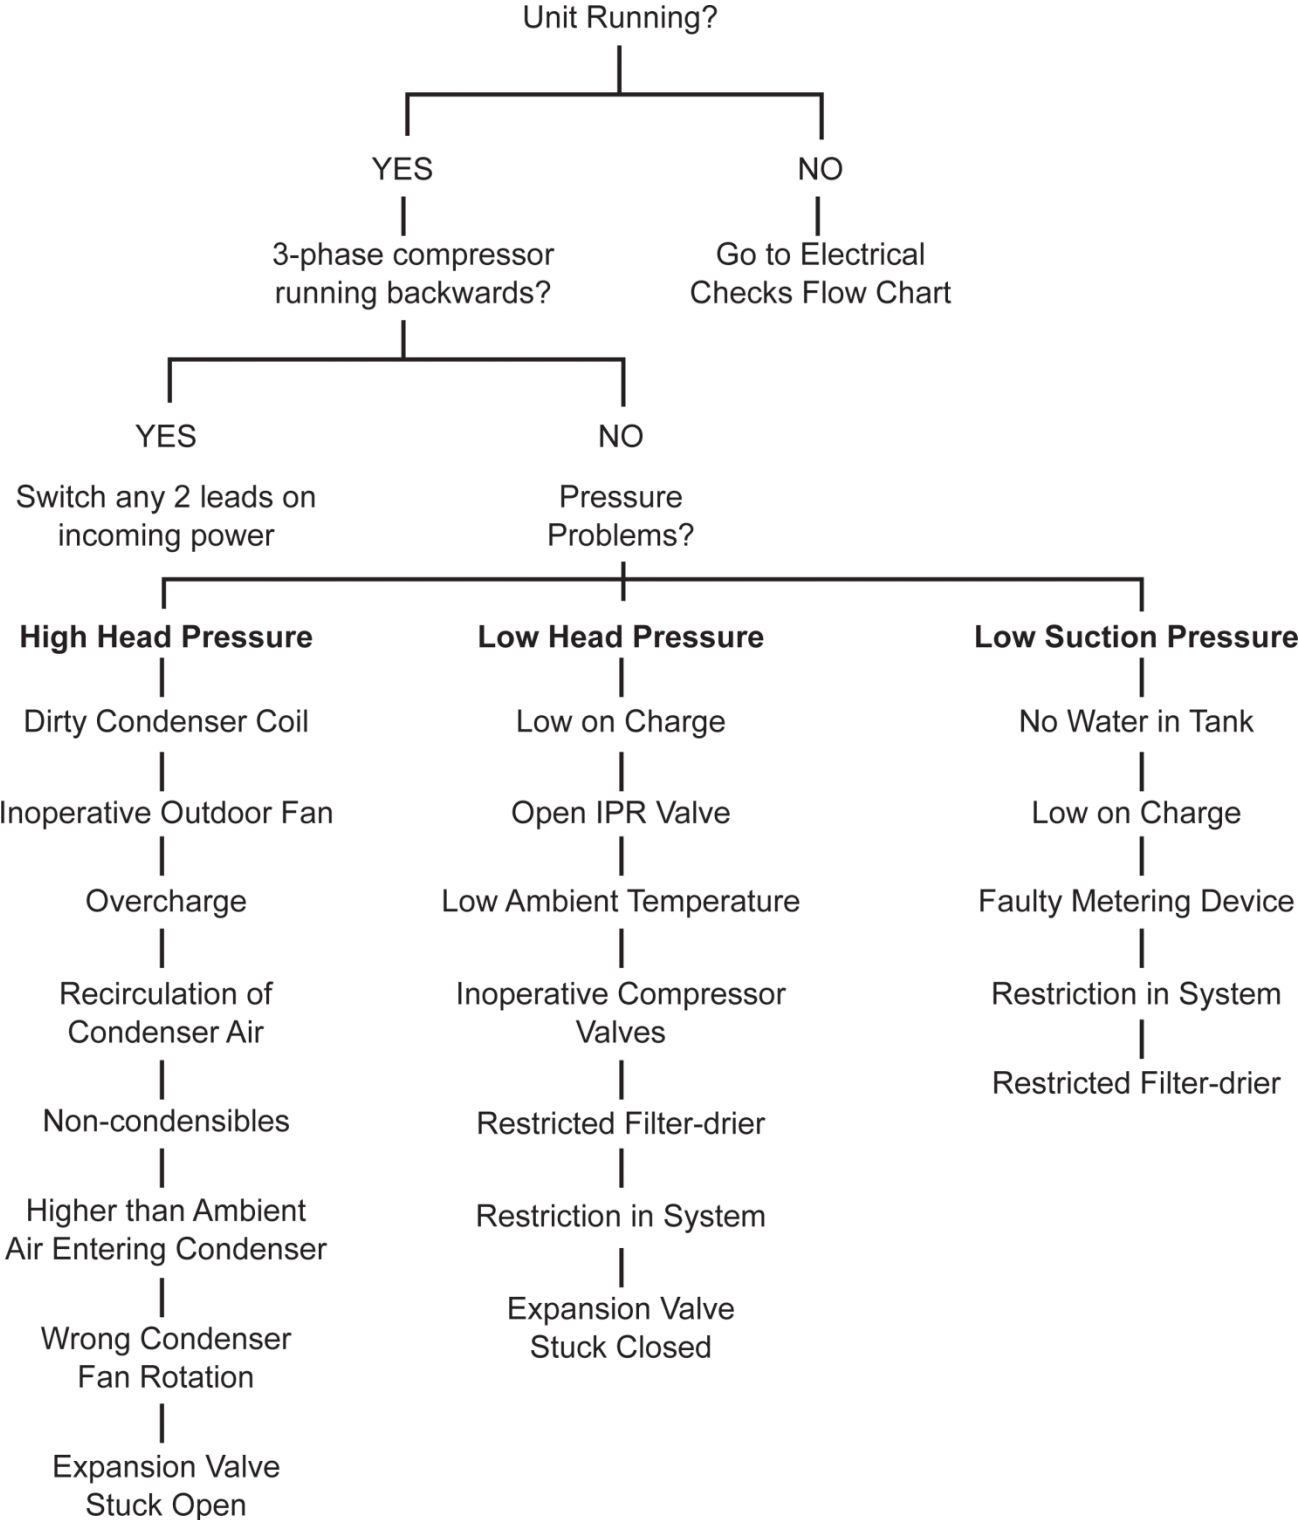 Unit Running?
YES
NO
3-phase compressor
running backwards?
Go to Electrical
Checks Flow Chart
YES
NO
Switch any 2 leads on
incoming power
Pressure
Problems?
High Head Pressure
Low Head Pressure
Low Suction Pressure
Dirty Condenser Coil
Inoperative Outdoor Fan
Overcharge
Recirculation of
Condenser Air
Non-condensibles
Higher than Ambient
Air Entering Condenser
Wrong Condenser
Fan Rotation
Expansion Valve
Stuck Open
Low on Charge
Open IPR Valve
Low Ambient Temperature
Inoperative Compressor
Valves
Restricted Filter-drier
Restriction in System
Expansion Valve
Stuck Closed
No Water in Tank
Low on Charge
Faulty Metering Device
Restriction in System
Restricted Filter-drier